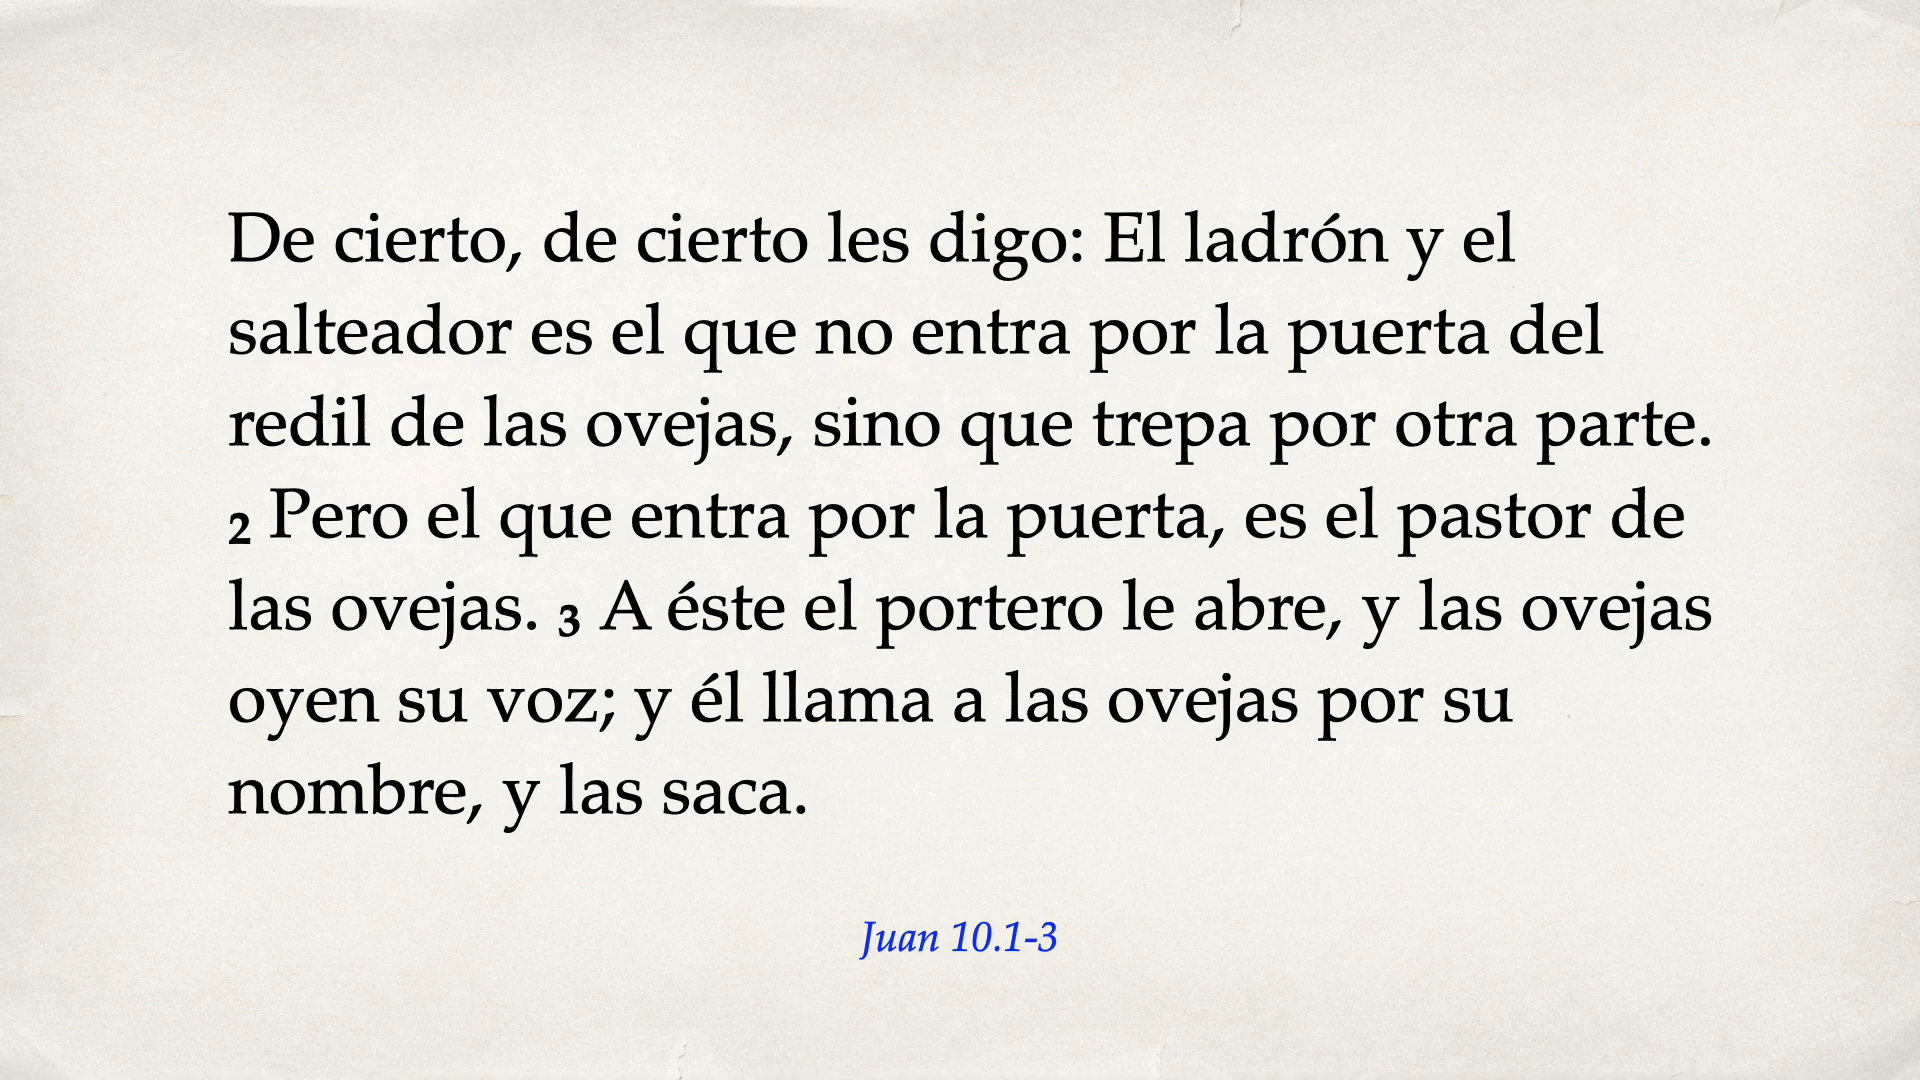 De cierto, de cierto les digo: El ladrón y el
salteador es el que no entra por la puerta del
redil de las ovejas, sino que trepa por otra parte.
2 Pero el que entra por la puerta, es el pastor de
las ovejas. 3 A éste el portero le abre, y las ovejas
oyen su voz; y él llama a las ovejas por su
nombre, y las saca.
Juan 10.1-3